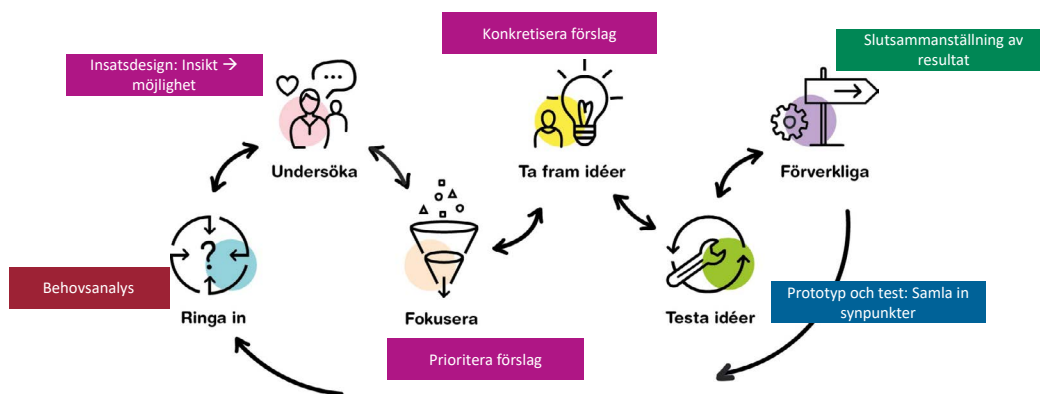 Konkretisera förslag
Slutsammanställning av
resultat
Insatsdesign: Insikt → 
möjlighet
...
Undersöka
Ta fram idéer
Förverkliga
?
Behovsanalys
Prototyp och test: Samla in
synpunkter
Ringa in
Fokusera
Testa idéer
Prioritera förslag